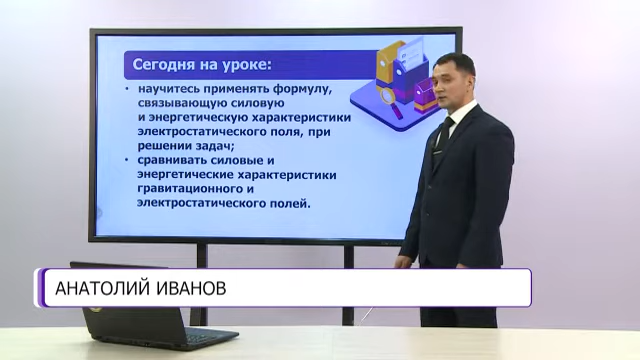 Сегодня на уроке:
• научитесь применять формулу,
связывающую силовую
и энергетическую характеристики
электростатического поля, при
решении задач;
• сравнивать силовые и
энергетические характеристики
гравитационного и
электростатического полей.
АНАТОЛИЙ ИВАНОВ